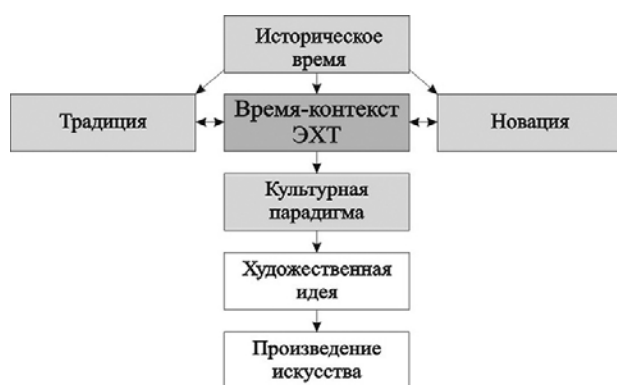 Историческое
время
Традиция
Время-контекст
ЭХТ
Новация
Культурная
парадигма
Художественная
идея
Произведение
искусства